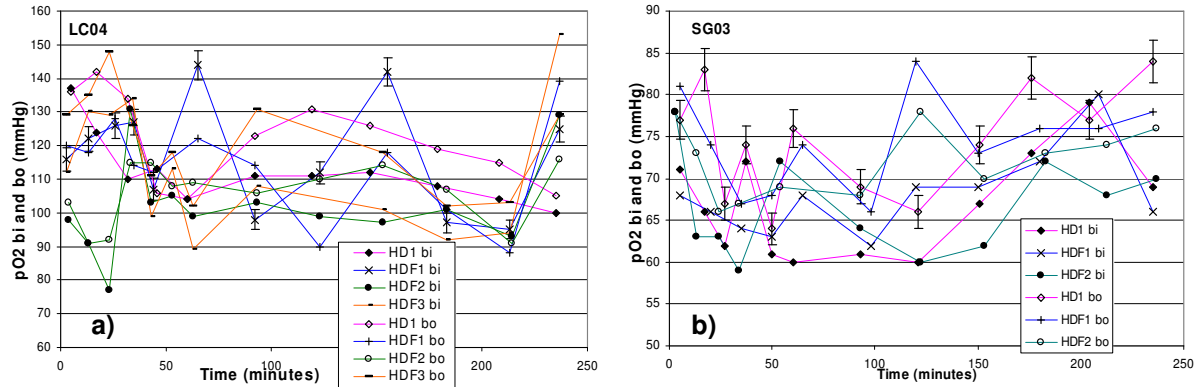 LC04
pO2 bi and bo (mmHg)
160
150
140
130
120
110
100
90
80
70
60
0
50
100
150
200
250
Time (minutes)
a)
HD1 bi
HDF1 bi
HDF2 bi
HDF3 bi
HD1 bo
HDF1 bo
HDF2 bo
HDF3 bo
SG03
pO2 bi and bo (mmHg)
90
85
80
75
70
65
60
55
50
0
50
100
150
200
250
Time (minutes)
b)
HD1 bi
HDF1 bi
HDF2 bi
HD1 bo
HDF1 bo
HDF2 bo